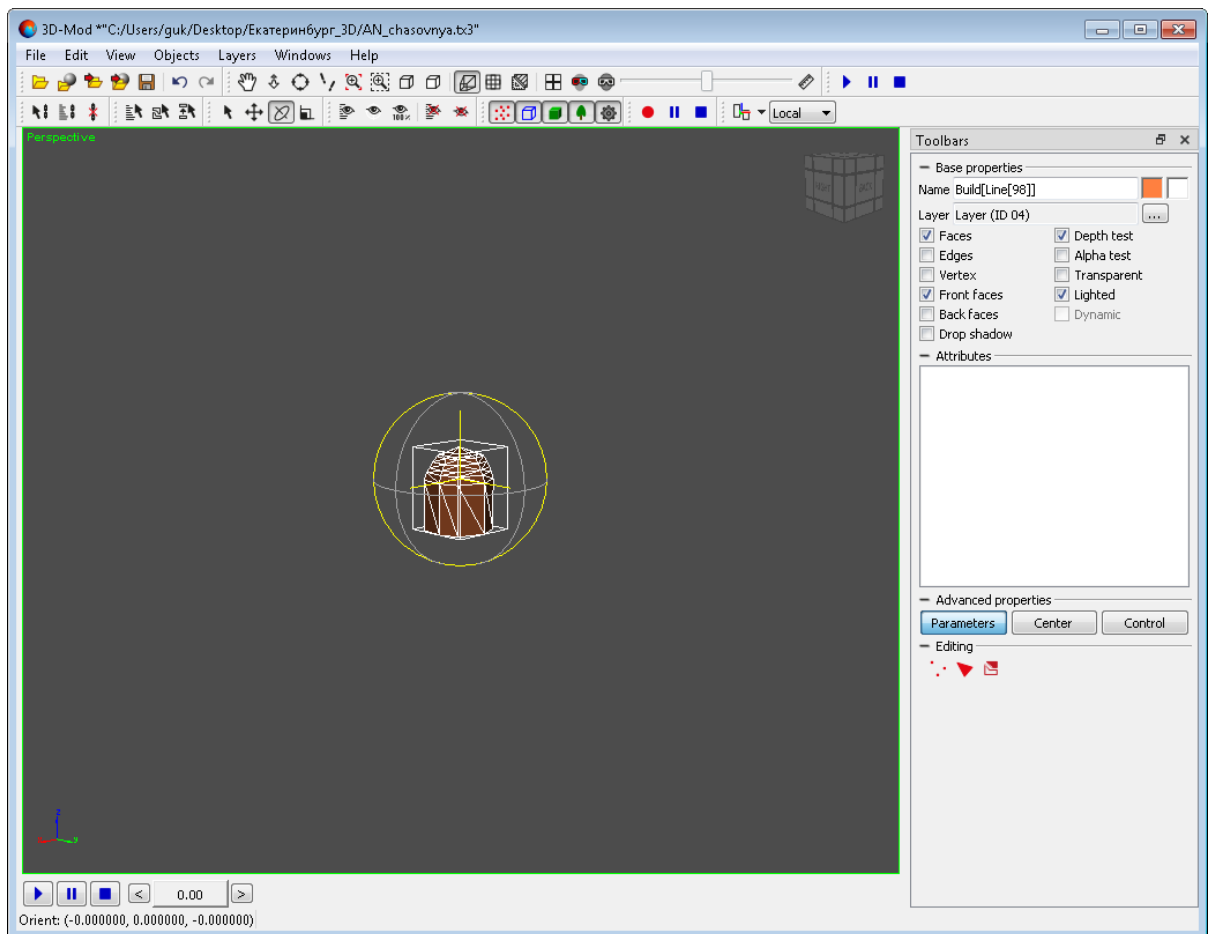 3D-Mod *"C:/Users/guk/Desktop/Екатеринбург_3D/AN_chasovnya.tx3"
File Edit View Objects Layers Windows Help
100%
Local
Perspective
Toolbars
Base properties
Name Build[Line[98]]
Layer Layer (ID 04) ...
Faces Depth test
Edges Alpha test
Vertex Transparent
Front faces Lighted
Back faces Dynamic
Drop shadow
Attributes
Advanced properties
Parameters Center Control
Editing
z
y
< 0.00 >
Orient: (-0.000000, 0.000000, -0.000000)